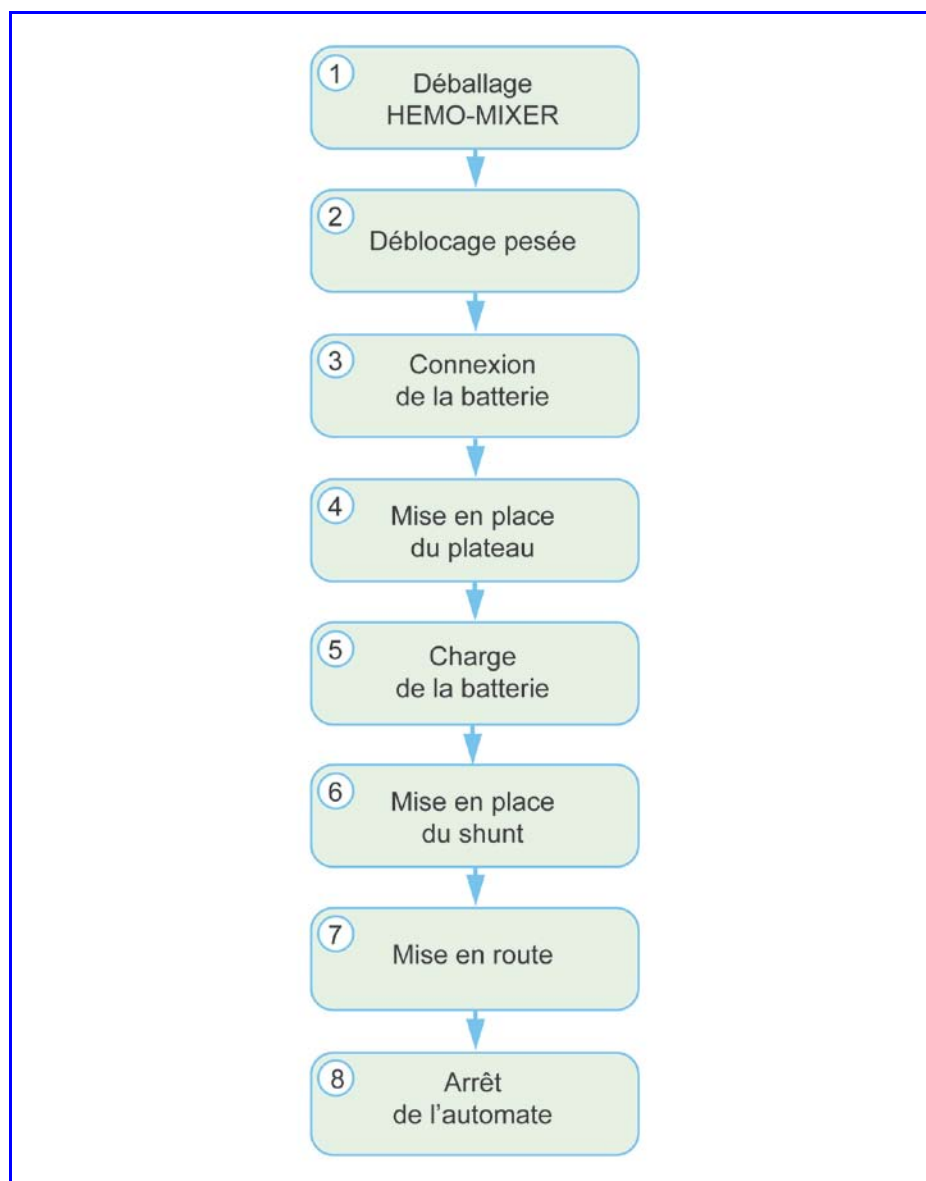 1
Déballage
HEMO-MIXER
2
Déblocage pesée
3
Connexion
de la batterie
4
Mise en place
du plateau
5
Charge
de la batterie
6
Mise en place
du shunt
7
Mise en route
8
Arrêt
de l'automate